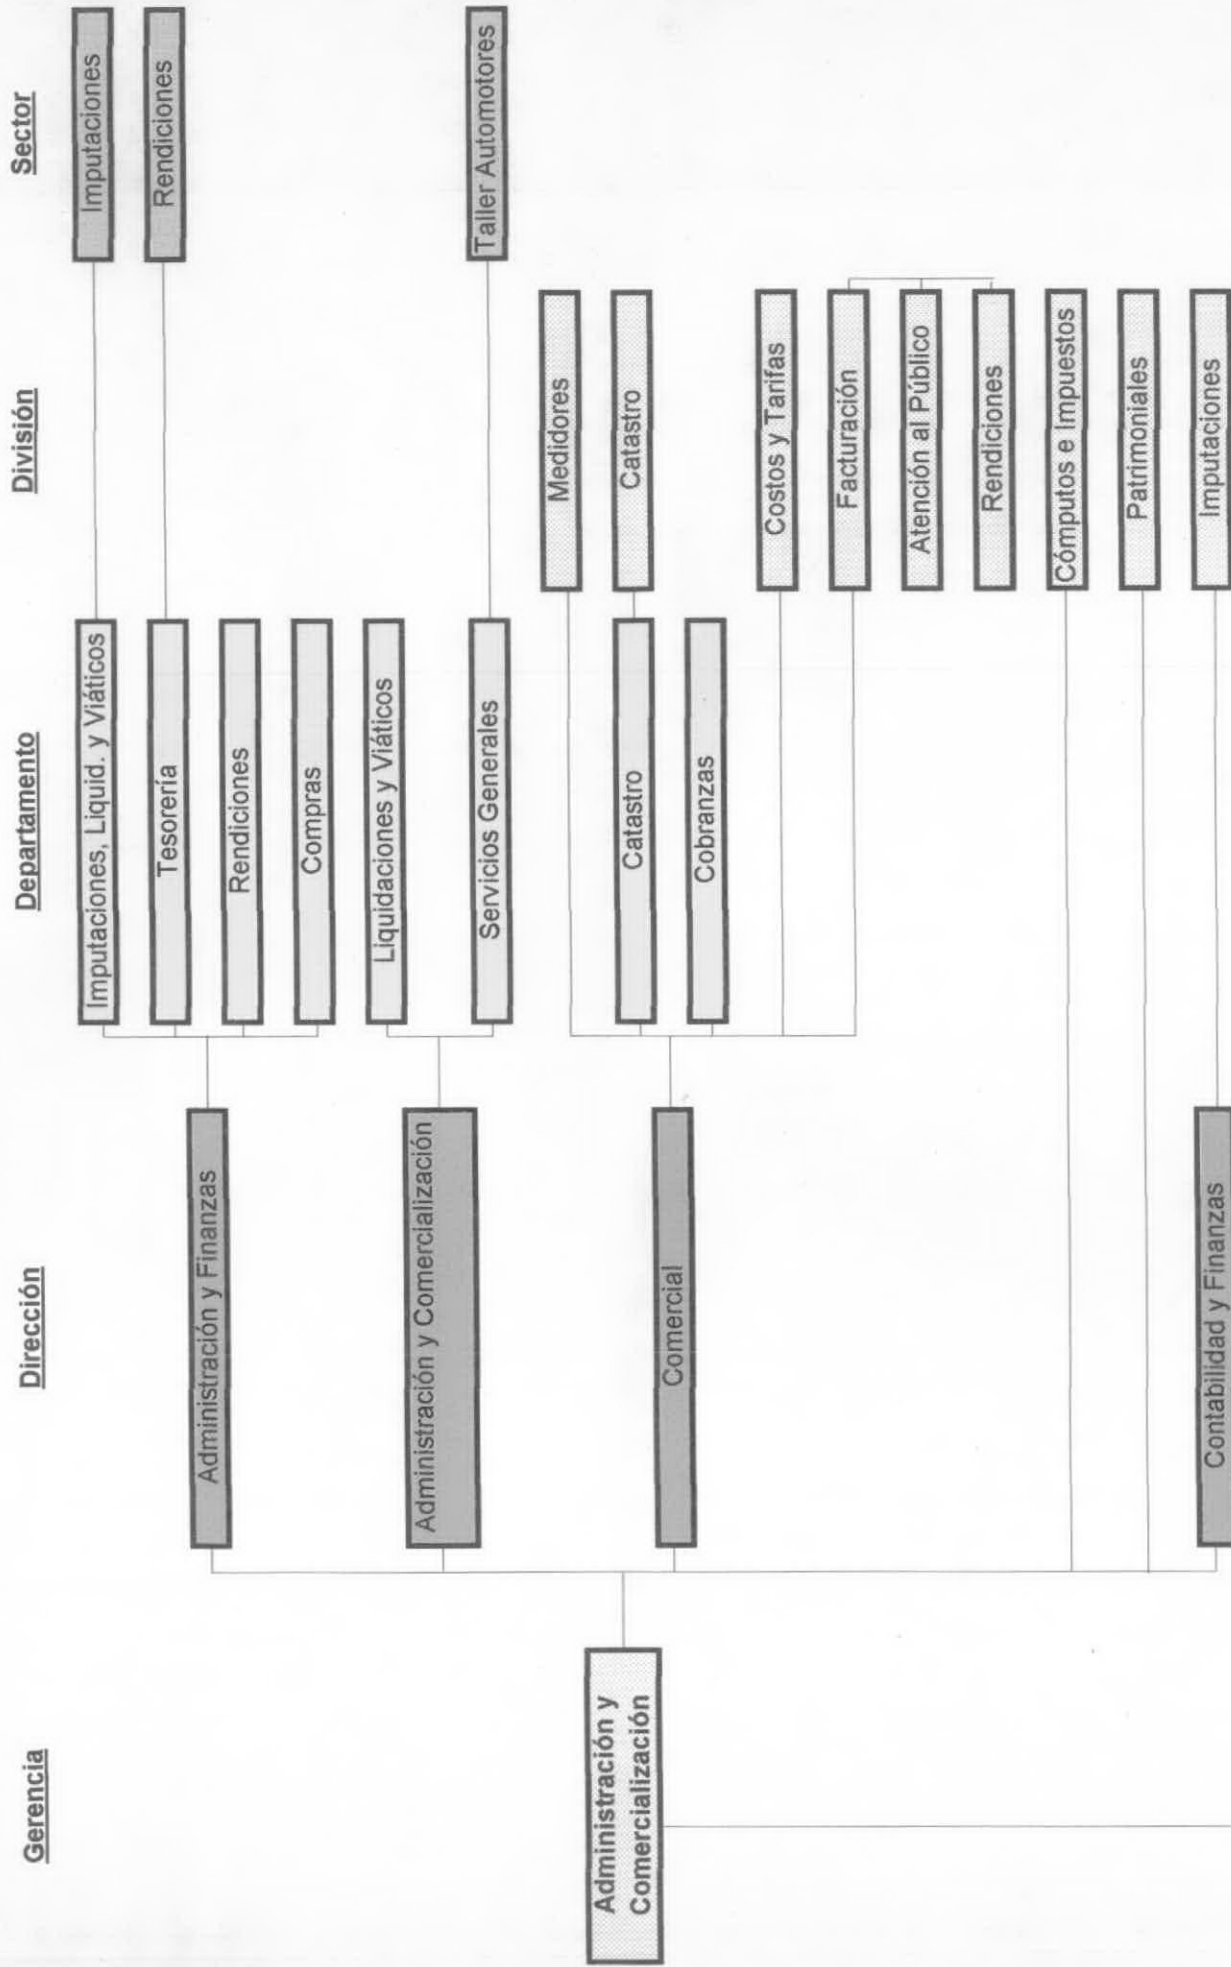 Gerencia
Dirección
Departamento
División
Sector
Administración y
Comercialización
Administración y Finanzas
Imputaciones, Liquid. y Viáticos
Imputaciones
Tesorería
Rendiciones
Rendiciones
Compras
Administración y Comercialización
Liquidaciones y Viáticos
Servicios Generales
Taller Automotores
Comercial
Medidores
Catastro
Catastro
Cobranzas
Costos y Tarifas
Facturación
Atención al Público
Rendiciones
Cómputos e Impuestos
Patrimoniales
Contabilidad y Finanzas
Imputaciones